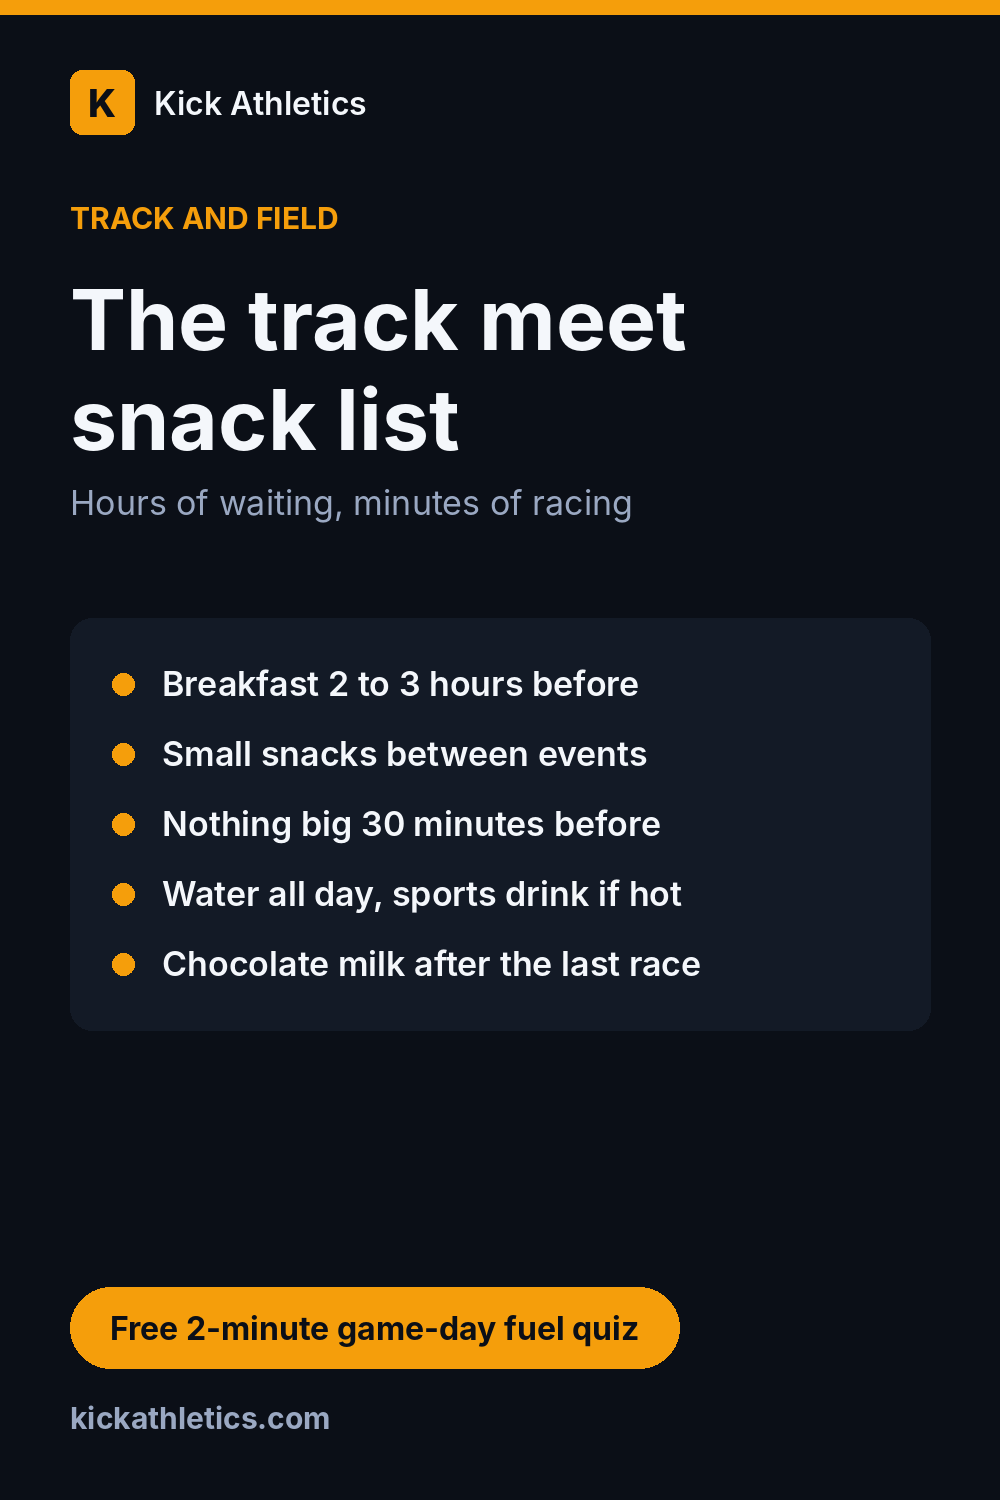 K
Kick Athletics
TRACK AND FIELD
The track meet
snack list
Hours of waiting, minutes of racing
Breakfast 2 to 3 hours before
Small snacks between events
Nothing big 30 minutes before
Water all day, sports drink if hot
Chocolate milk after the last race
Free 2-minute game-day fuel quiz
kickathletics.com